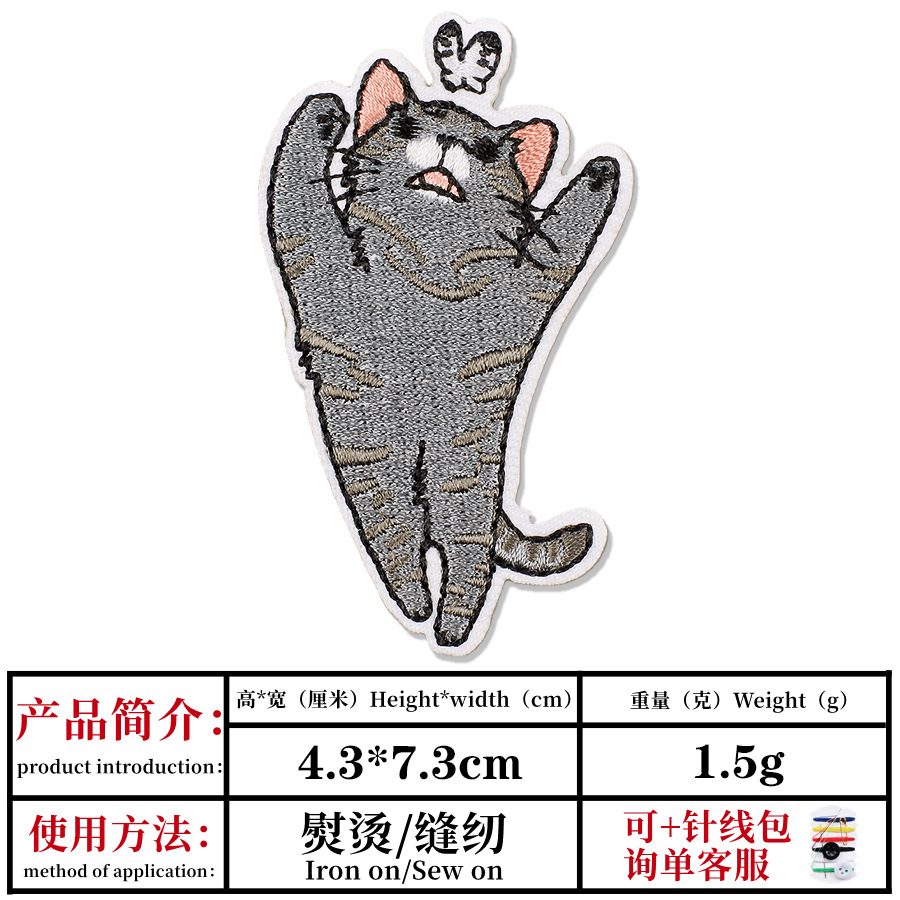 产品简介：
product introduction：
高*宽（厘米）Height*width（cm）
重量（克）Weight（g）
4.3*7.3cm
1.5g
使用方法：
method of application：
熨烫/缝纫
Iron on/Sew on
可+针线包
询单客服